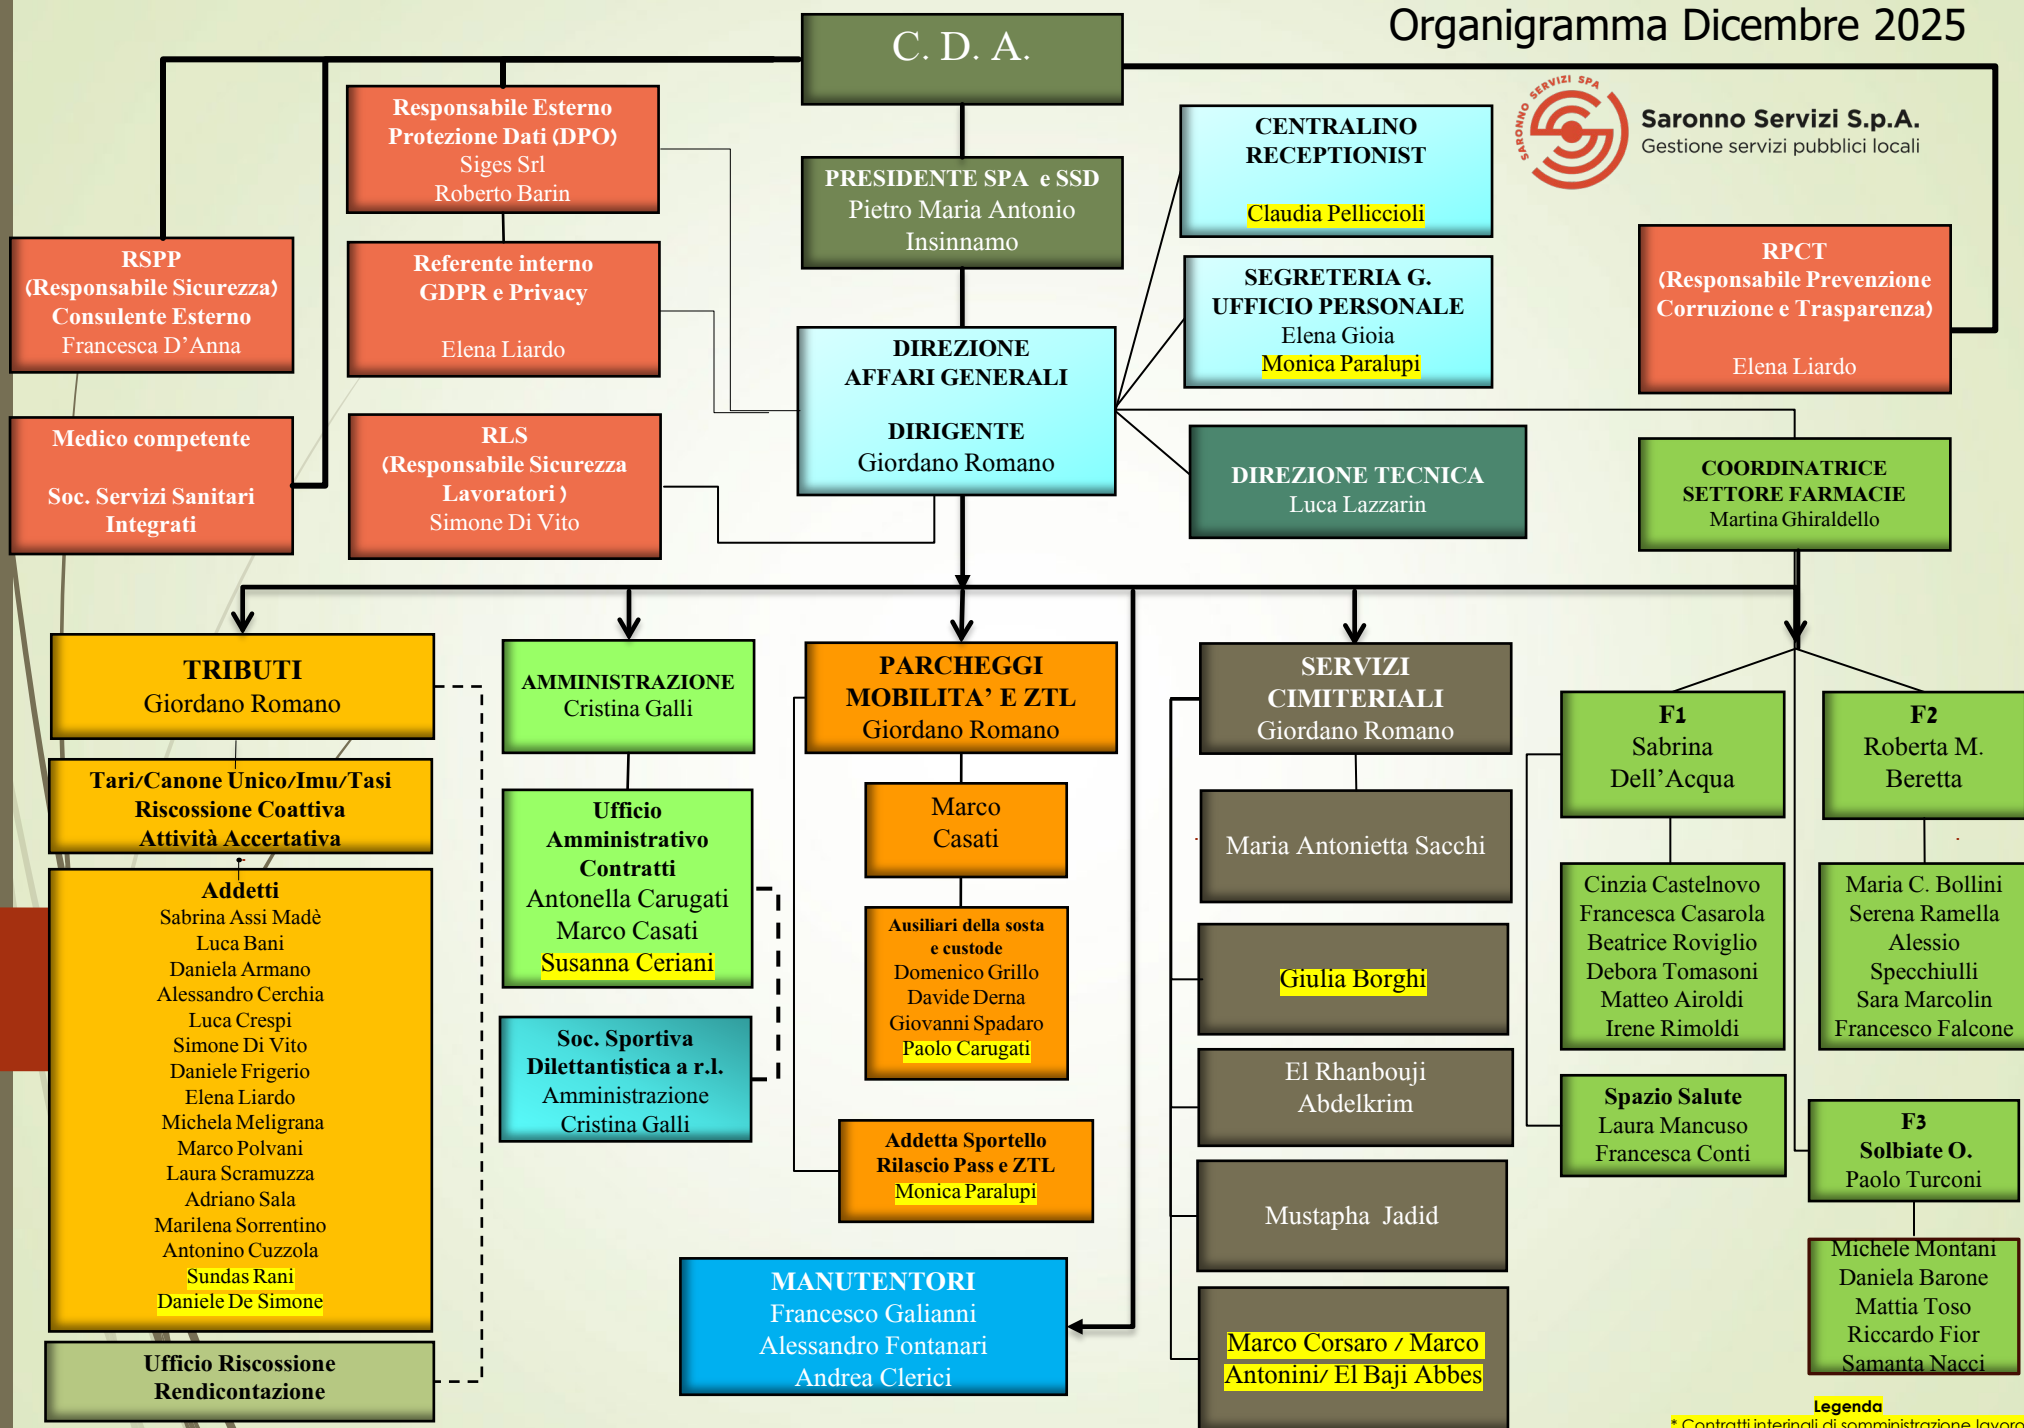 Organigramma Dicembre 2025
C. D. A.
SARONNO SERVIZI SPA
Saronno Servizi S.p.A.
Gestione servizi pubblici locali
Responsabile Esterno
Protezione Dati (DPO)
Siges Srl
Roberto Barin
PRESIDENTE SPA e SSD
Pietro Maria Antonio
Insinnamo
CENTRALINO
RECEPTIONIST
Claudia Pelliccioli
RSPP
(Responsabile Sicurezza)
Consulente Esterno
Francesca D’Anna
Referente interno
GDPR e Privacy
Elena Liardo
SEGRETERIA G.
UFFICIO PERSONALE
Elena Gioia
Monica Paralupi
RPCT
(Responsabile Prevenzione
Corruzione e Trasparenza)
Elena Liardo
DIREZIONE
AFFARI GENERALI
DIRIGENTE
Giordano Romano
Medico competente
Soc. Servizi Sanitari
Integrati
RLS
(Responsabile Sicurezza
Lavoratori )
Simone Di Vito
DIREZIONE TECNICA
Luca Lazzarin
COORDINATRICE
SETTORE FARMACIE
Martina Ghiraldello
TRIBUTI
Giordano Romano
Tari/Canone Unico/Imu/Tasi
Riscossione Coattiva
Attività Accertativa
Addetti
Sabrina Assi Madè
Luca Bani
Daniela Armano
Alessandro Cerchia
Luca Crespi
Simone Di Vito
Daniele Frigerio
Elena Liardo
Michela Meligrana
Marco Polvani
Laura Scramuzza
Adriano Sala
Marilena Sorrentino
Antonino Cuzzola
Sundas Rani
Daniele De Simone
Ufficio Riscossione
Rendicontazione
AMMINISTRAZIONE
Cristina Galli
Ufficio
Amministrativo
Contratti
Antonella Carugati
Marco Casati
Susanna Ceriani
Soc. Sportiva
Dilettantistica a r.l.
Amministrazione
Cristina Galli
PARCHEGGI
MOBILITA’ E ZTL
Giordano Romano
Marco
Casati
Ausiliari della sosta
e custode
Domenico Grillo
Davide Derna
Giovanni Spadaro
Paolo Carugati
Addetta Sportello
Rilascio Pass e ZTL
Monica Paralupi
MANUTENTORI
Francesco Galianni
Alessandro Fontanari
Andrea Clerici
SERVIZI
CIMITERIALI
Giordano Romano
Maria Antonietta Sacchi
Giulia Borghi
El Rhanbouji
Abdelkrim
Mustapha Jadid
Marco Corsaro / Marco
Antonini/ El Baji Abbes
F1
Sabrina
Dell’Acqua
Cinzia Castelnovo
Francesca Casarola
Beatrice Roviglio
Debora Tomasoni
Matteo Airoldi
Irene Rimoldi
Spazio Salute
Laura Mancuso
Francesca Conti
F2
Roberta M.
Beretta
Maria C. Bollini
Serena Ramella
Alessio
Specchiulli
Sara Marcolin
Francesco Falcone
F3
Solbiate O.
Paolo Turconi
Michele Montani
Daniela Barone
Mattia Toso
Riccardo Fior
Samanta Nacci
Legenda
* Contratti interinali di somministrazione lavoro